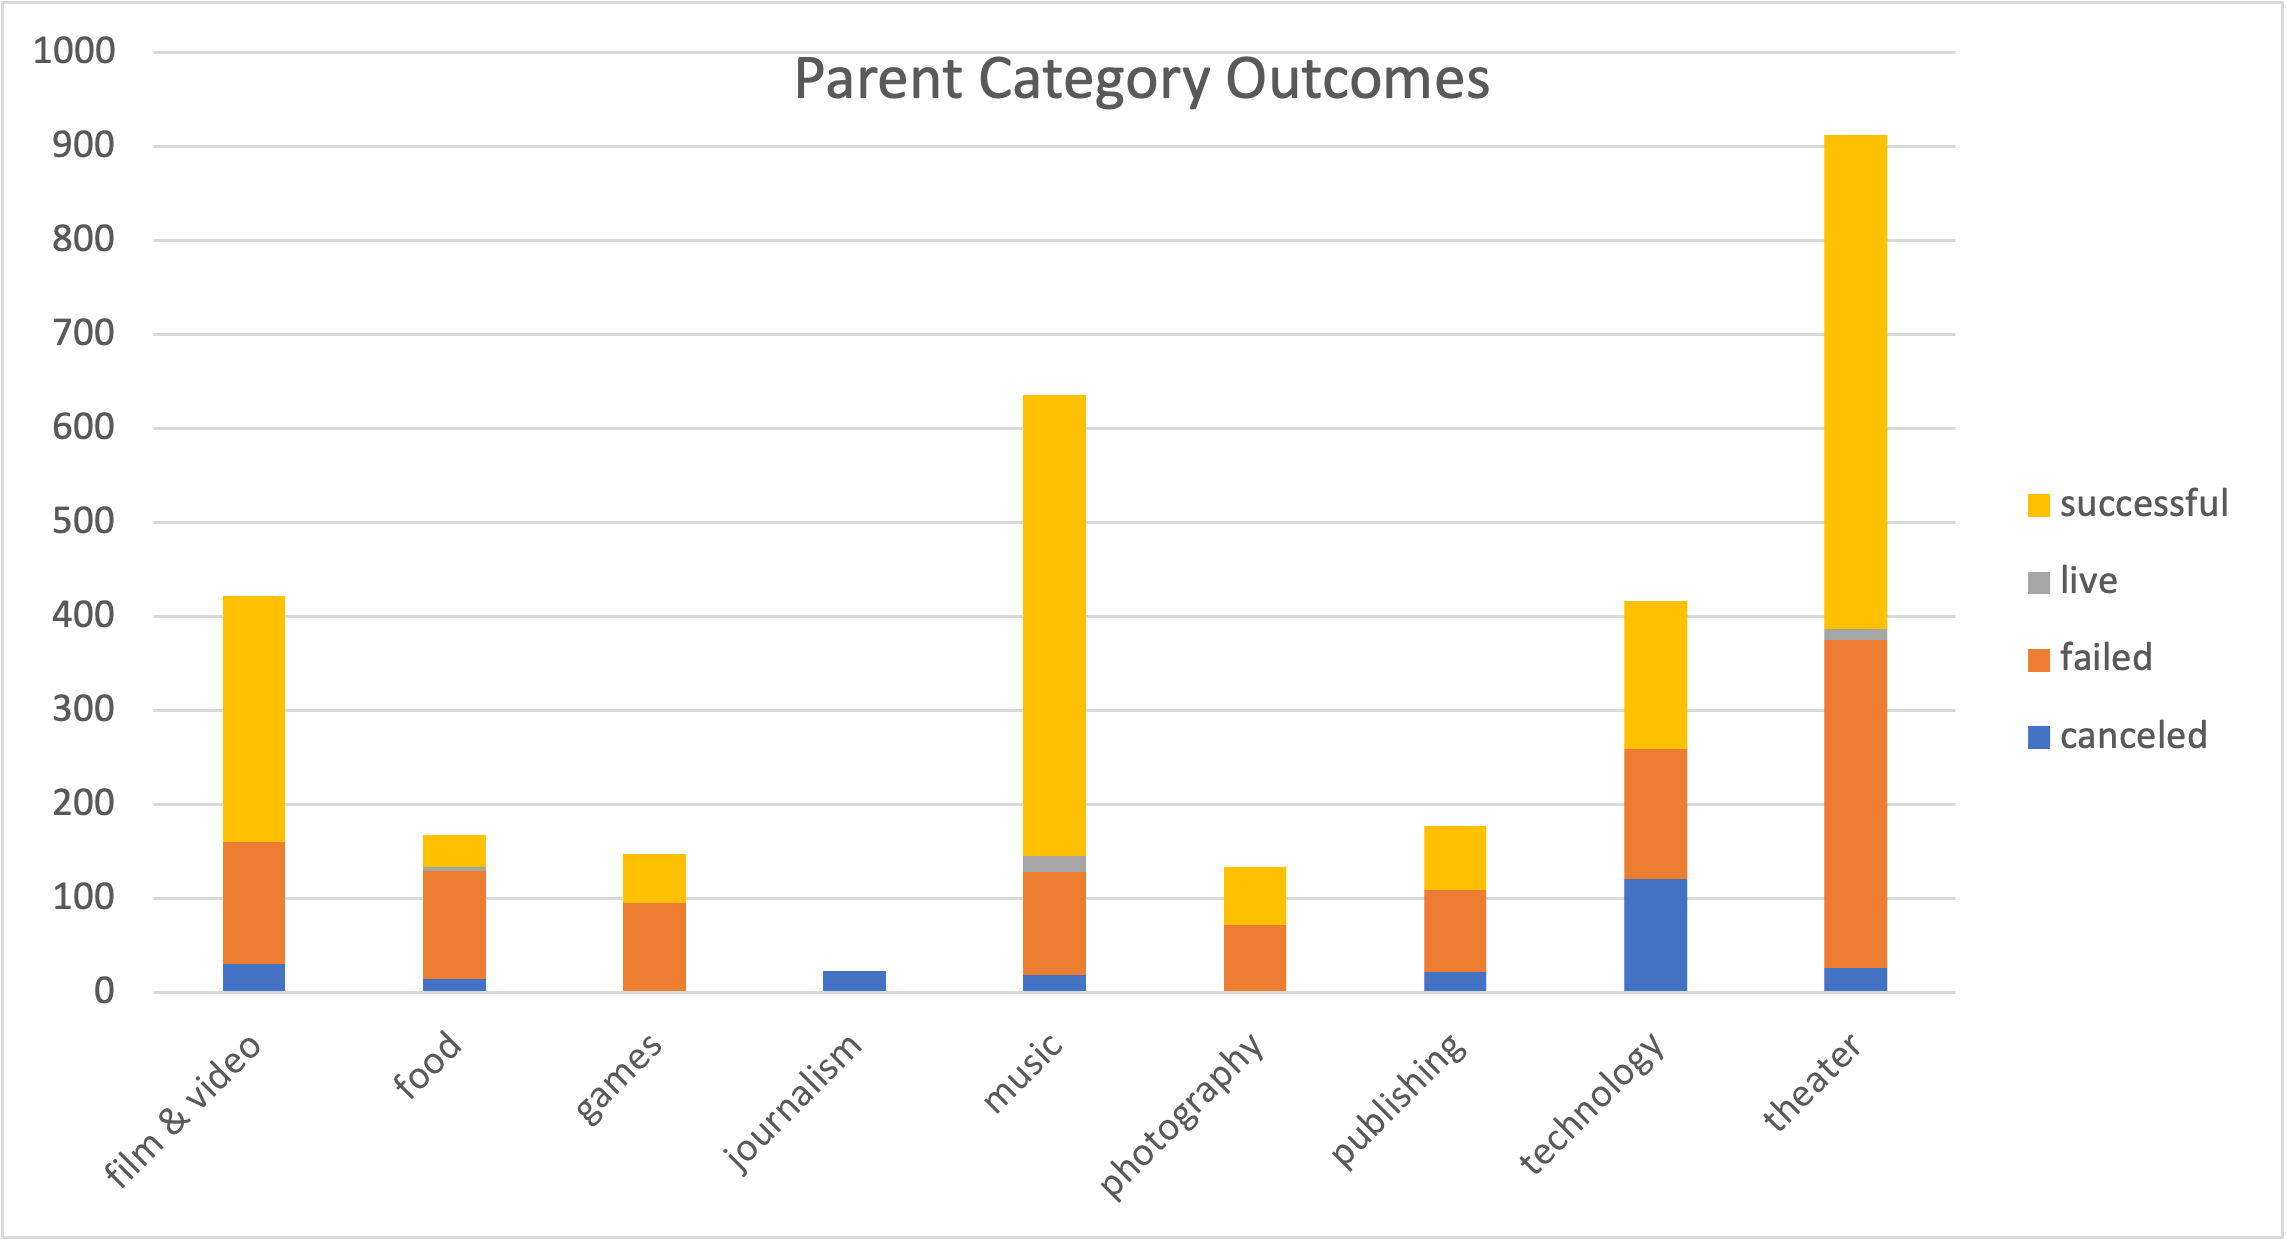 Parent Category Outcomes
1000
900
800
700
600
500
400
300
200
100
0
film & video
food
games
journalism
music
photography
publishing
technology
theater
successful
live
failed
canceled